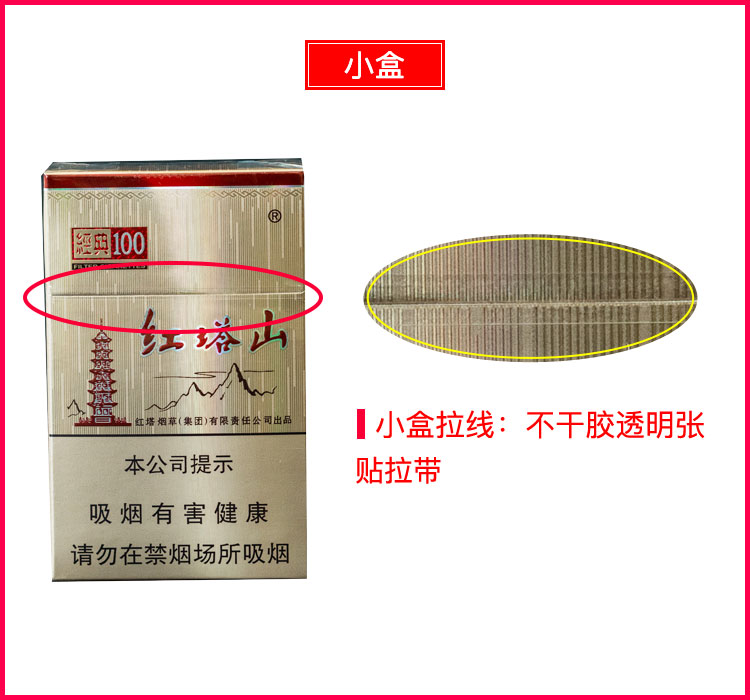 小盒
®
經典100
红塔山
红塔烟草(集团)有限责任公司出品
本公司提示
吸烟有害健康
请勿在禁烟场所吸烟
小盒拉线：不干胶透明张
贴拉带